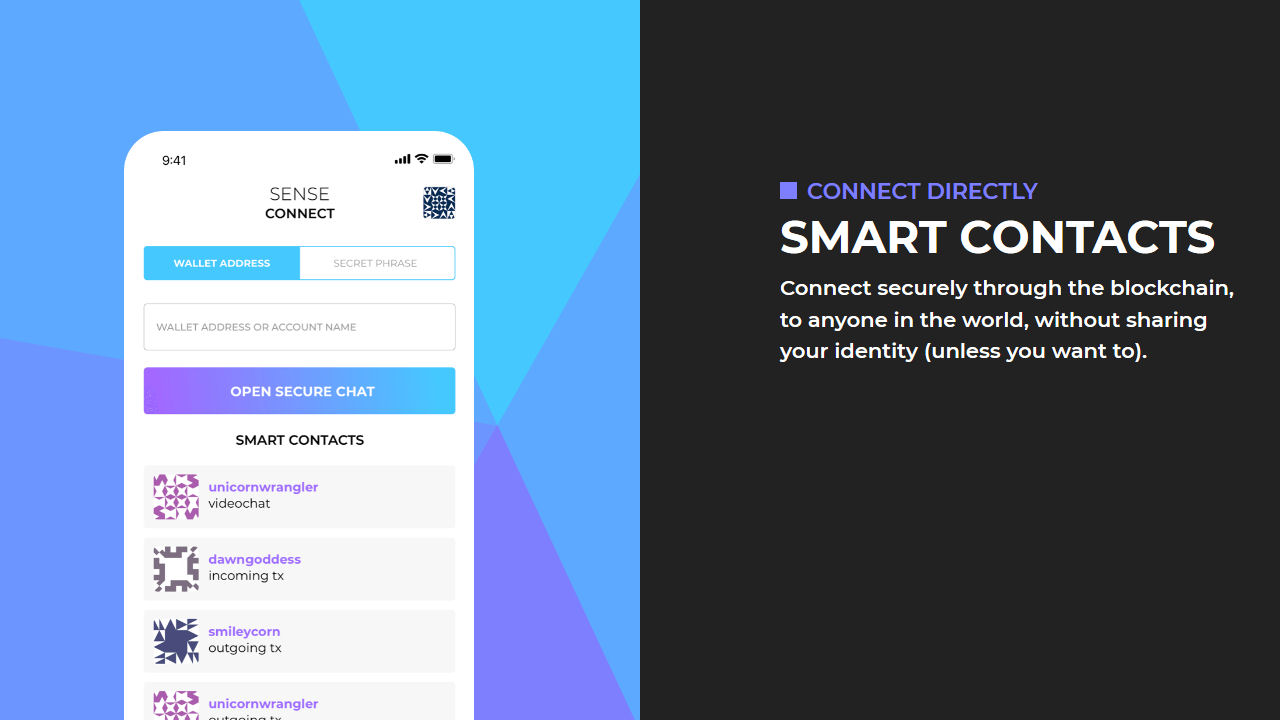 9:41
SENSE
CONNECT
WALLET ADDRESS
SECRET PHRASE
WALLET ADDRESS OR ACCOUNT NAME
OPEN SECURE CHAT
SMART CONTACTS
unicornwrangler
videochat
dawngoddess
incoming tx
smileycorn
outgoing tx
unicornwrangler
outgoing tx
CONNECT DIRECTLY
SMART CONTACTS
Connect securely through the blockchain,
to anyone in the world, without sharing
your identity (unless you want to).